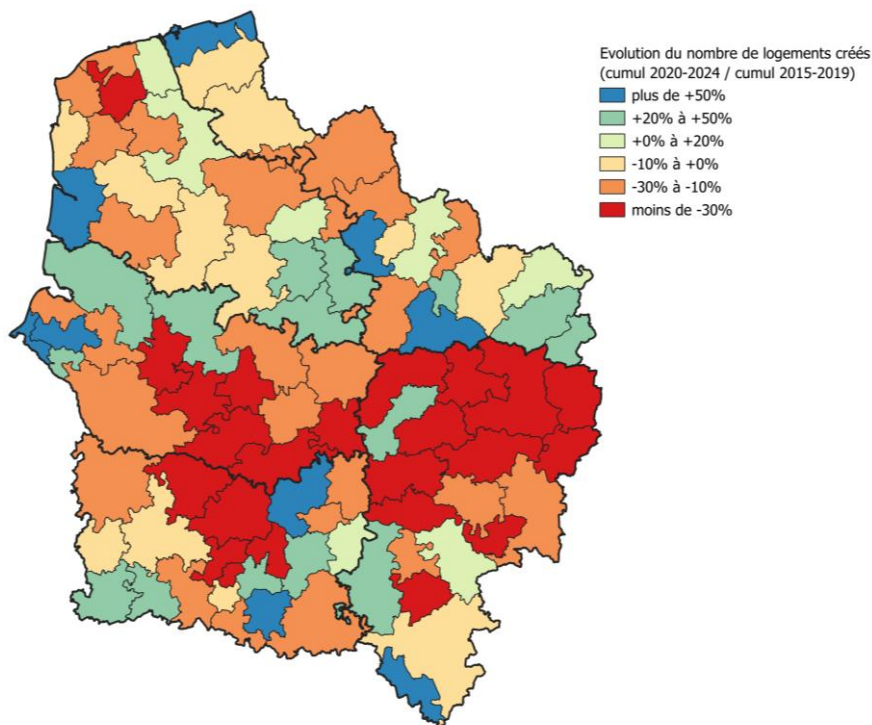 Evolution du nombre de logements créés
(cumul 2020-2024 / cumul 2015-2019)
plus de +50%
+20% à +50%
+0% à +20%
-10% à +0%
-30% à -10%
moins de -30%